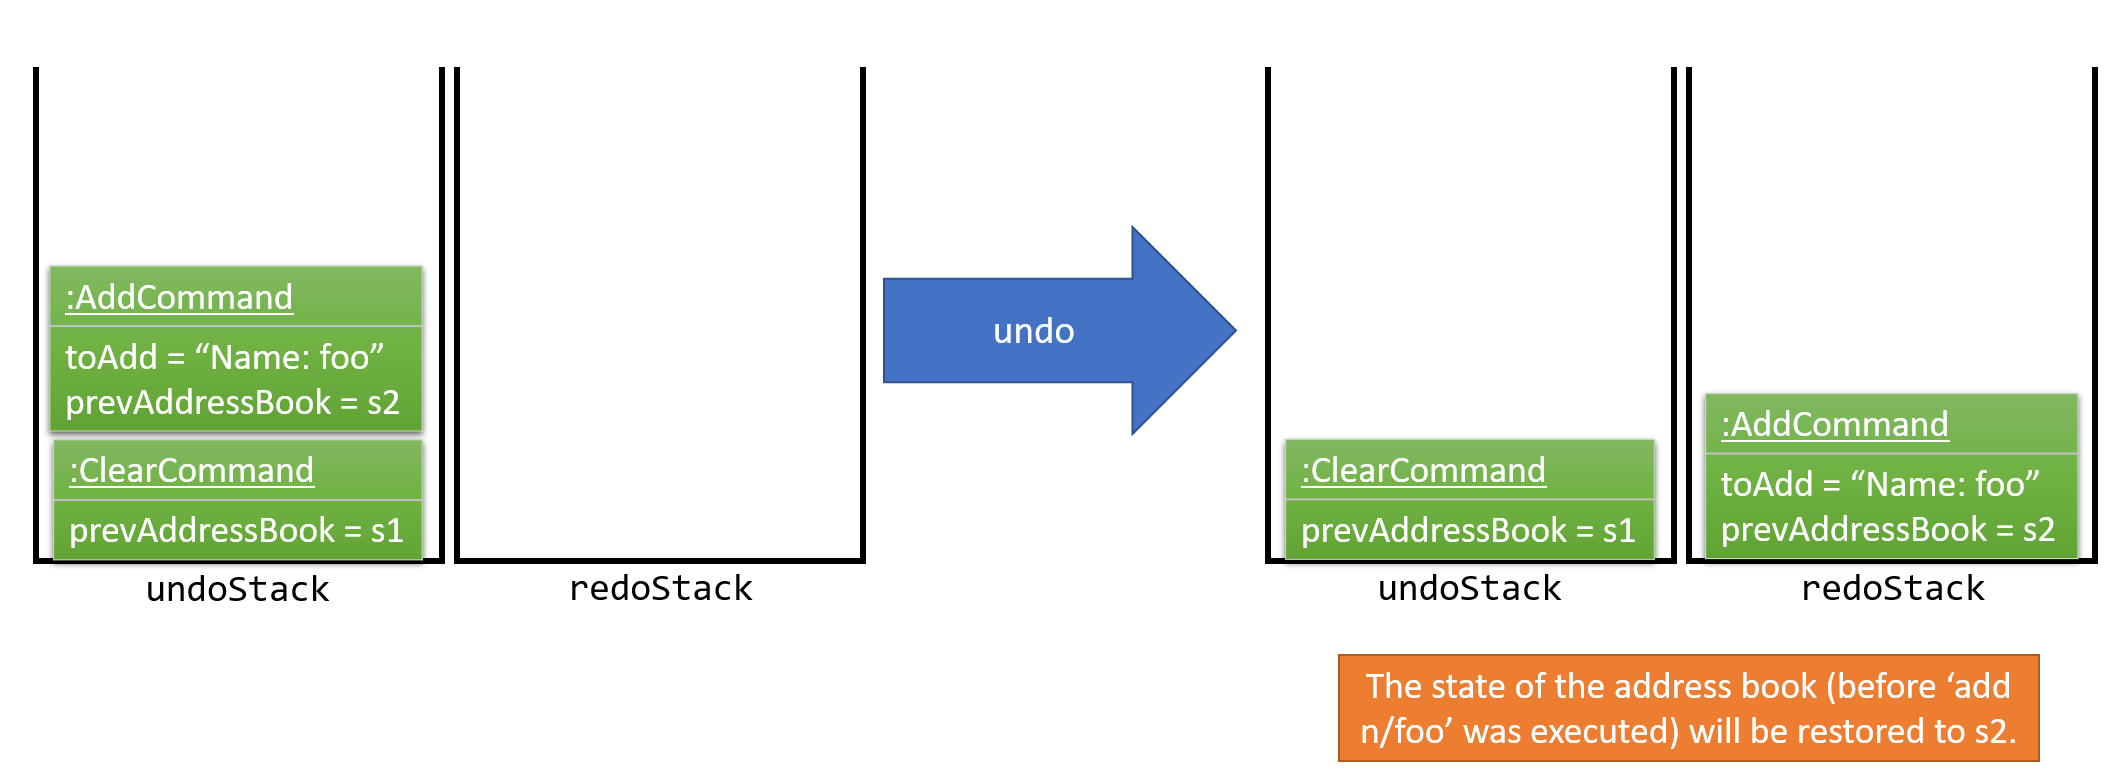 :AddCommand
toAdd = “Name: foo”
prevAddressBook = s2
:ClearCommand
prevAddressBook = s1
undoStack
redoStack
undo
:ClearCommand
prevAddressBook = s1
undoStack
:AddCommand
toAdd = “Name: foo”
prevAddressBook = s2
redoStack
The state of the address book (before ‘add
n/foo’ was executed) will be restored to s2.